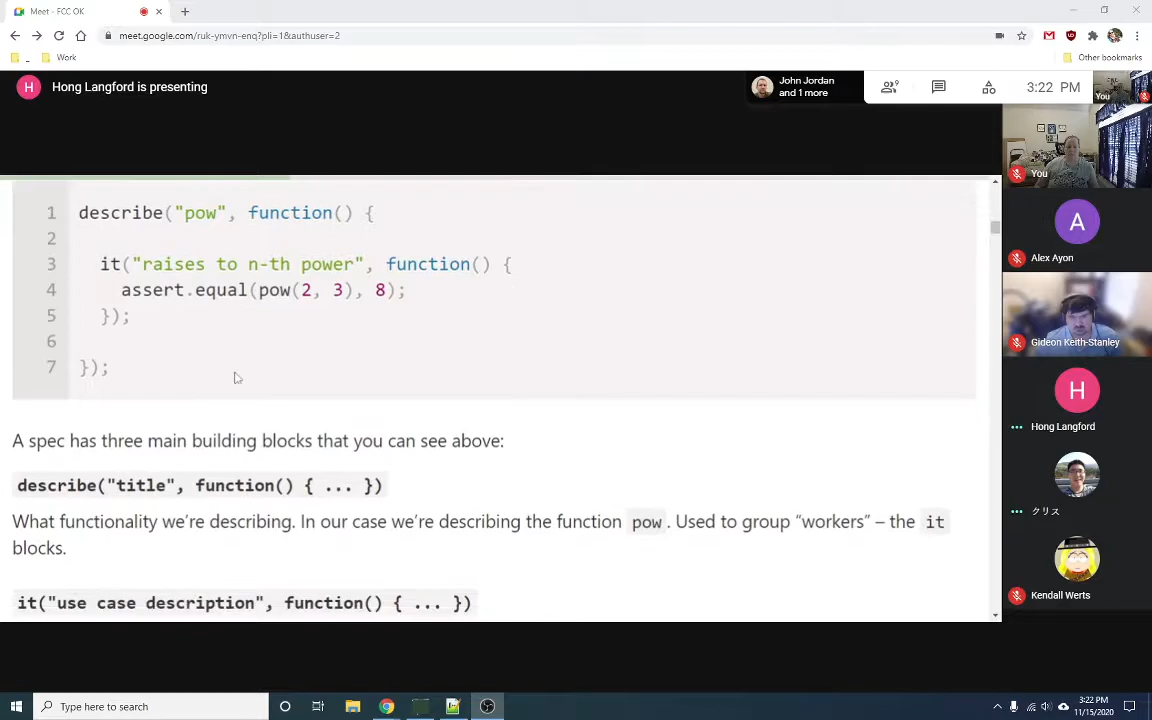 Meet - FCC OK
meet.google.com/ruk-ymvn-enq?pli=1&authuser=2
_
Work
Other bookmarks
H
Hong Langford is presenting
John Jordan
and 1 more
3:22 PM
You
You
A
Alex Ayon
Gideon Keith-Stanley
H
Hong Langford
クリス
Kendall Werts
1 describe("pow", function() {
2
3 it("raises to n-th power", function() {
4 assert.equal(pow(2, 3), 8);
5 });
6
7 });
A spec has three main building blocks that you can see above:
describe("title", function() { ... })
What functionality we're describing. In our case we're describing the function pow. Used to group “workers” – the it
blocks.
it("use case description", function() { ... })
Type here to search
3:22 PM
11/15/2020